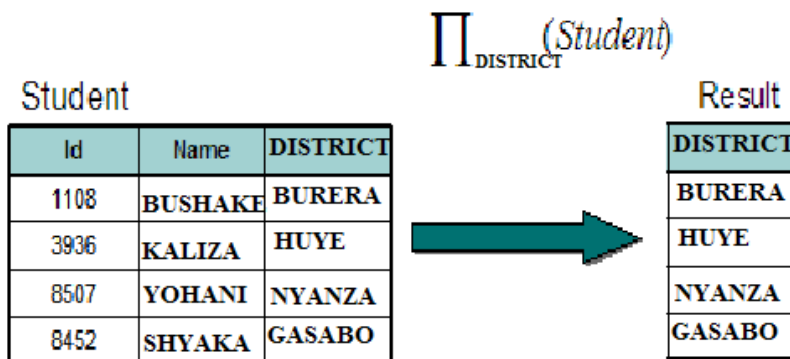 ∏DISTRICT(Student)
Student
Result
Id Name DISTRICT
1108 BUSHAKE BURERA
3936 KALIZA HUYE
8507 YOHANI NYANZA
8452 SHYAKA GASABO
DISTRICT
BURERA
HUYE
NYANZA
GASABO